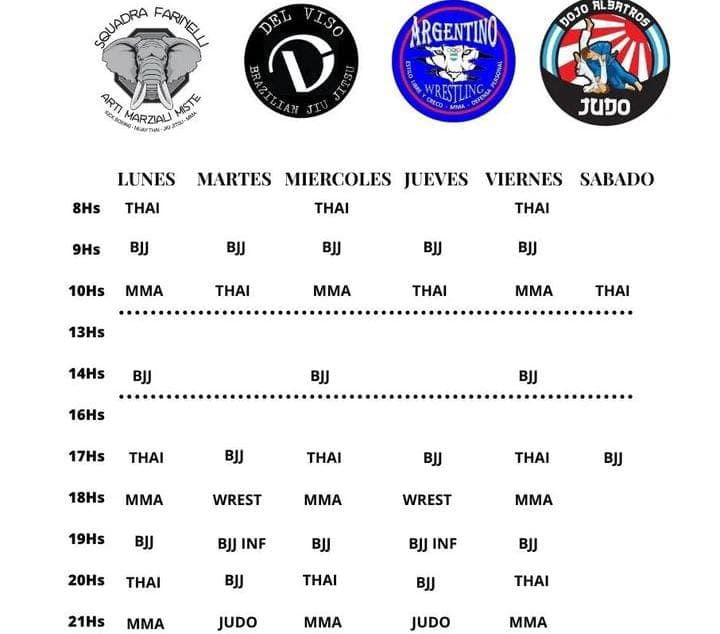 SQUADRA FARINELLI
ARTI MARZIALI MISTE
KICK BOXING - MUAY THAI - JIU JITSU - MMA
DEL VISO
BRAZILIAN JIU JITSU
V
ARGENTINO
WRESTLING
ESTILO LIBRE Y GRECO - MMA - DEFENSA PERSONAL
DOJO ALBATROS
JUDO
LUNES MARTES MIERCOLES JUEVES VIERNES SABADO
8Hs THAI THAI THAI
9Hs BJJ BJJ BJJ BJJ BJJ
10Hs MMA THAI MMA THAI MMA THAI
13Hs
14Hs BJJ BJJ BJJ
16Hs
17Hs THAI BJJ THAI BJJ THAI BJJ
18Hs MMA WREST MMA WREST MMA
19Hs BJJ BJJ INF BJJ BJJ INF BJJ
20Hs THAI BJJ THAI BJJ THAI
21Hs MMA JUDO MMA JUDO MMA